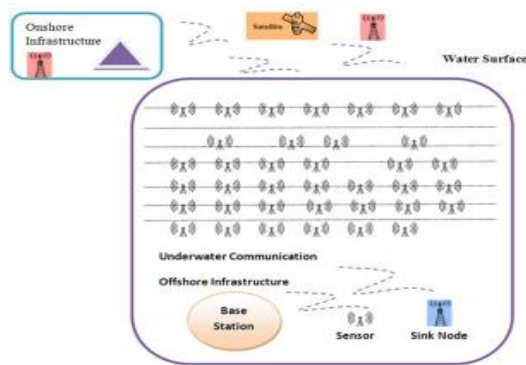 Onshore
Infrastructure
Satellite
Water Surface
Underwater Communication
Offshore Infrastructure
Base
Station
Sensor
Sink Node